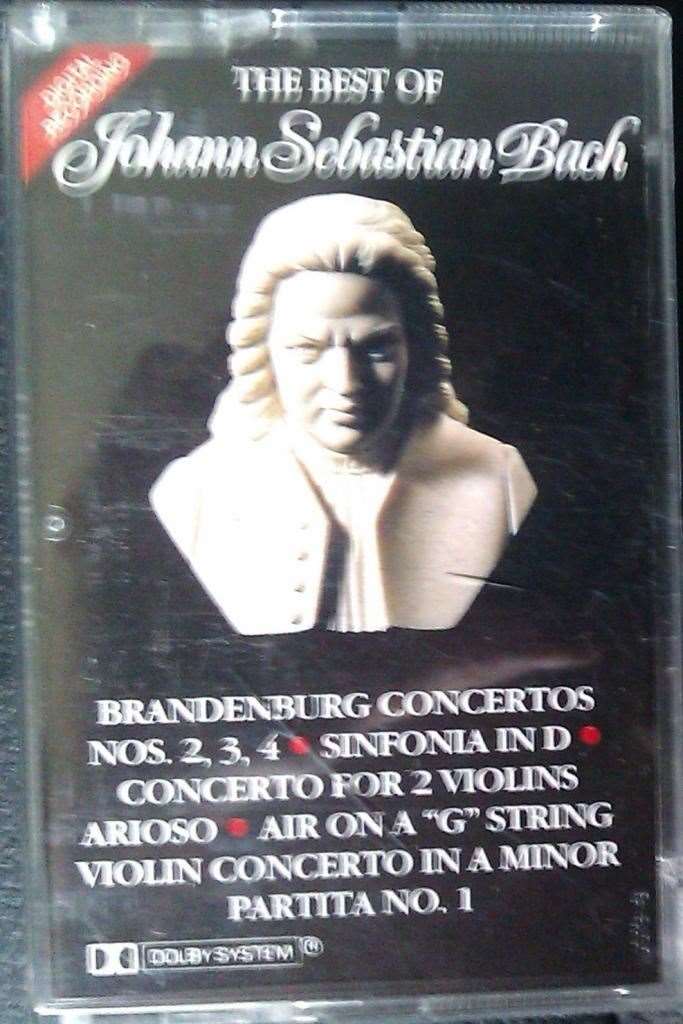 DIGITAL
RECORDING
THE BEST OF
Johann Sebastian Bach
BRANDENBURG CONCERTOS
NOS. 2, 3, 4 • SINFONIA IN D •
CONCERTO FOR 2 VIOLINS
ARIOSO • AIR ON A "G" STRING
VIOLIN CONCERTO IN A MINOR
PARTITA NO. 1
DOLBY SYSTEM ®